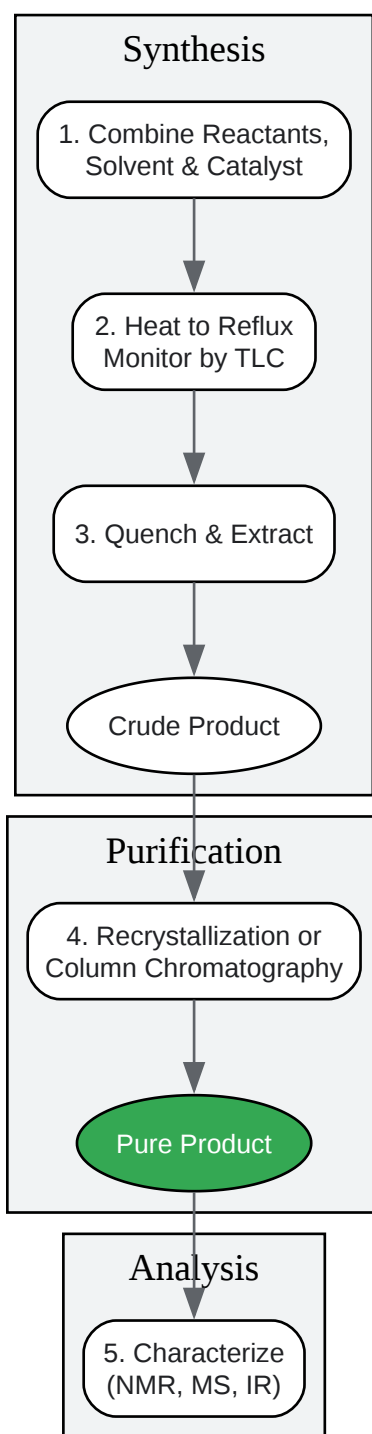 Synthesis
1. Combine Reactants,
Solvent & Catalyst
2. Heat to Reflux
Monitor by TLC
3. Quench & Extract
Crude Product
Purification
4. Recrystallization or
Column Chromatography
Pure Product
Analysis
5. Characterize
(NMR, MS, IR)